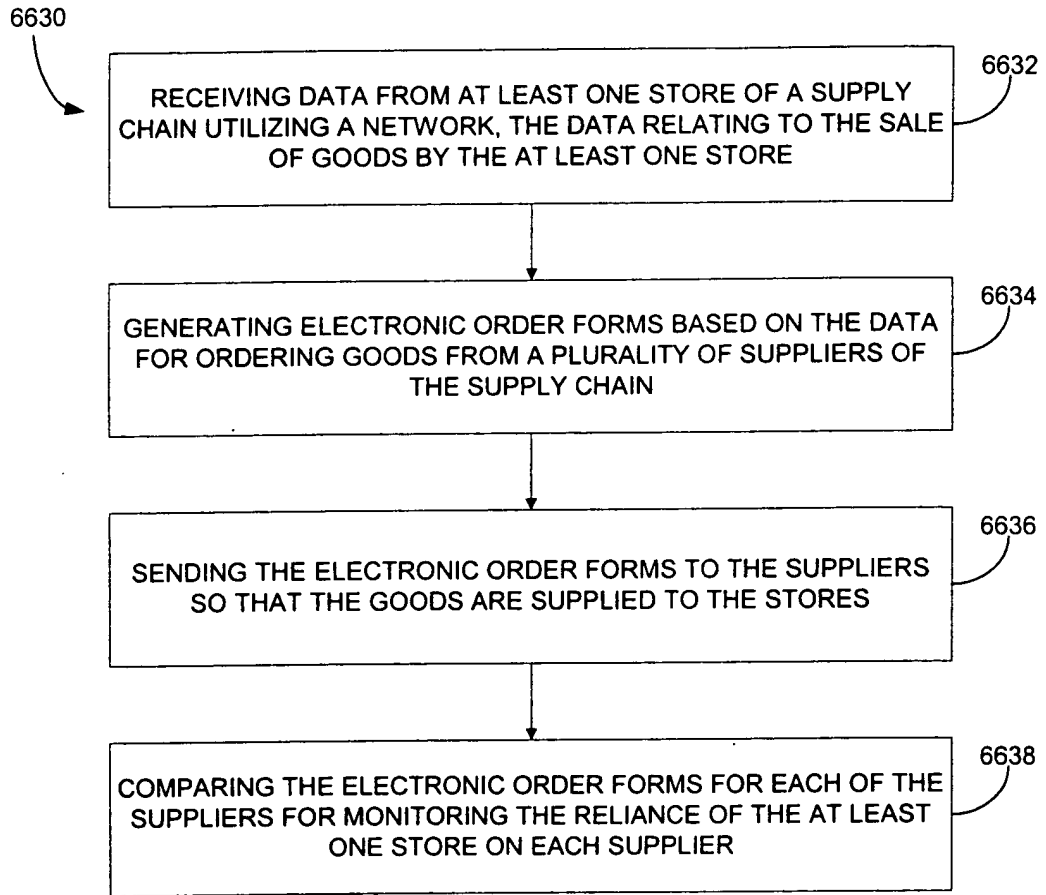 6630
6632
RECEIVING DATA FROM AT LEAST ONE STORE OF A SUPPLY
CHAIN UTILIZING A NETWORK, THE DATA RELATING TO THE SALE
OF GOODS BY THE AT LEAST ONE STORE
6634
GENERATING ELECTRONIC ORDER FORMS BASED ON THE DATA
FOR ORDERING GOODS FROM A PLURALITY OF SUPPLIERS OF
THE SUPPLY CHAIN
6636
SENDING THE ELECTRONIC ORDER FORMS TO THE SUPPLIERS
SO THAT THE GOODS ARE SUPPLIED TO THE STORES
6638
COMPARING THE ELECTRONIC ORDER FORMS FOR EACH OF THE
SUPPLIERS FOR MONITORING THE RELIANCE OF THE AT LEAST
ONE STORE ON EACH SUPPLIER